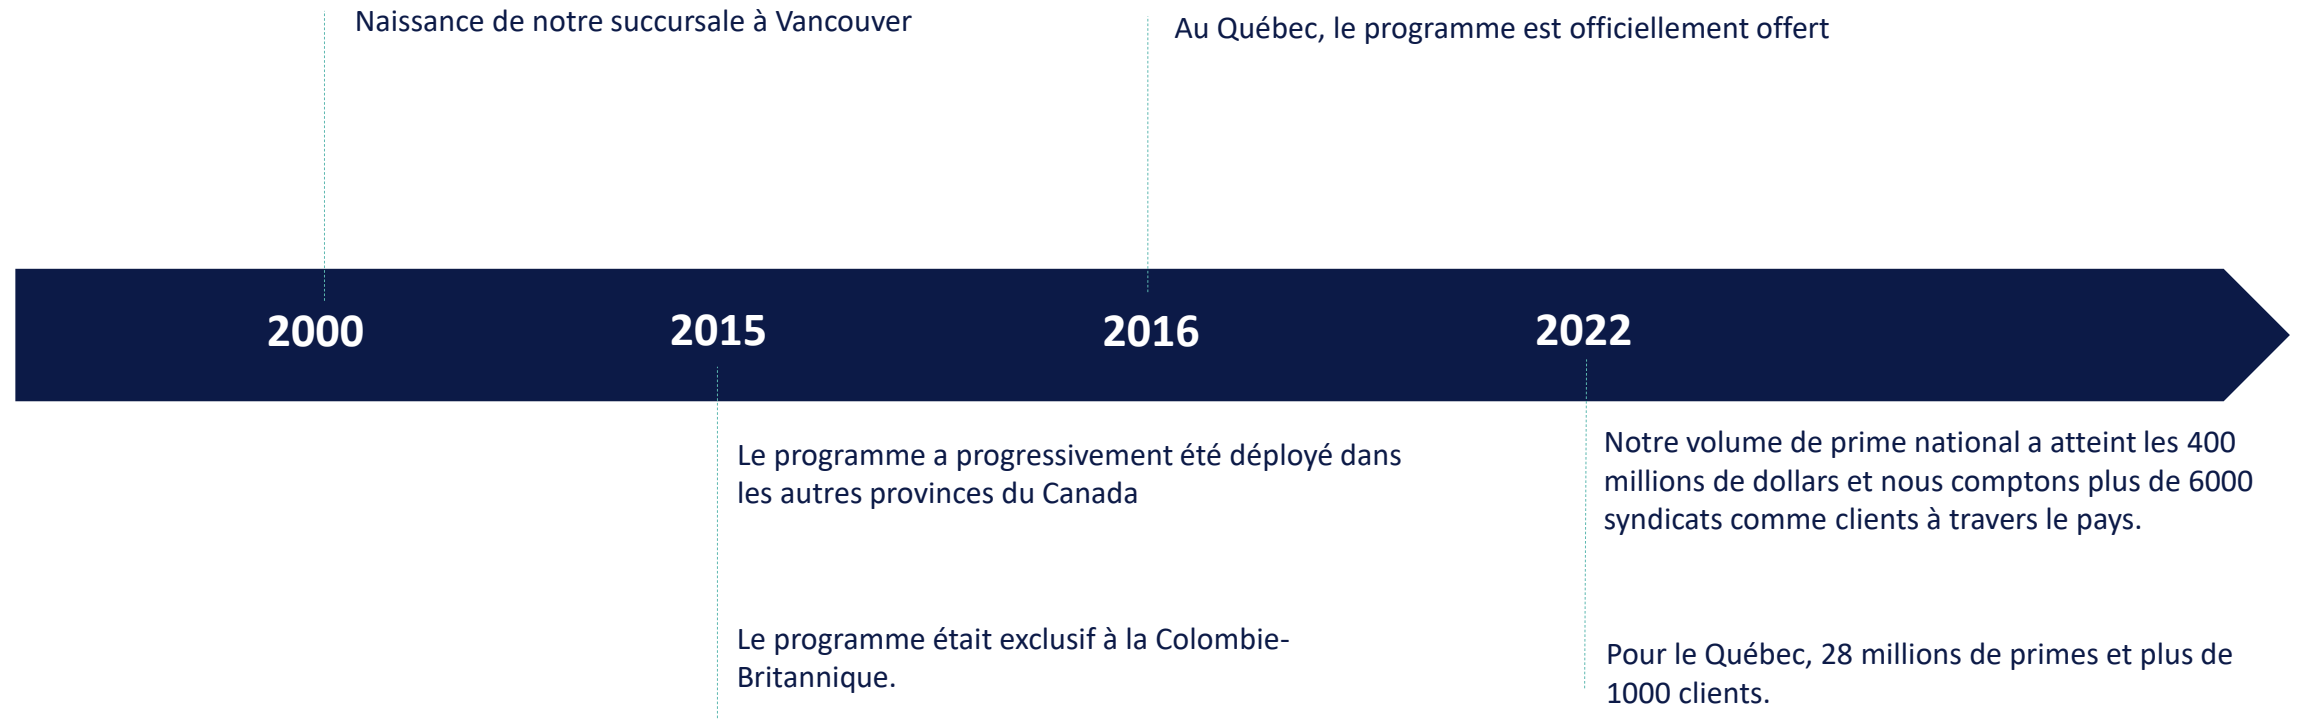 Naissance de notre succursale à Vancouver
Au Québec, le programme est officiellement offert
2000
2015
2016
2022
Le programme a progressivement été déployé dans
les autres provinces du Canada
Le programme était exclusif à la Colombie-
Britannique.
Notre volume de prime national a atteint les 400
millions de dollars et nous comptons plus de 6000
syndicats comme clients à travers le pays.
Pour le Québec, 28 millions de primes et plus de
1000 clients.